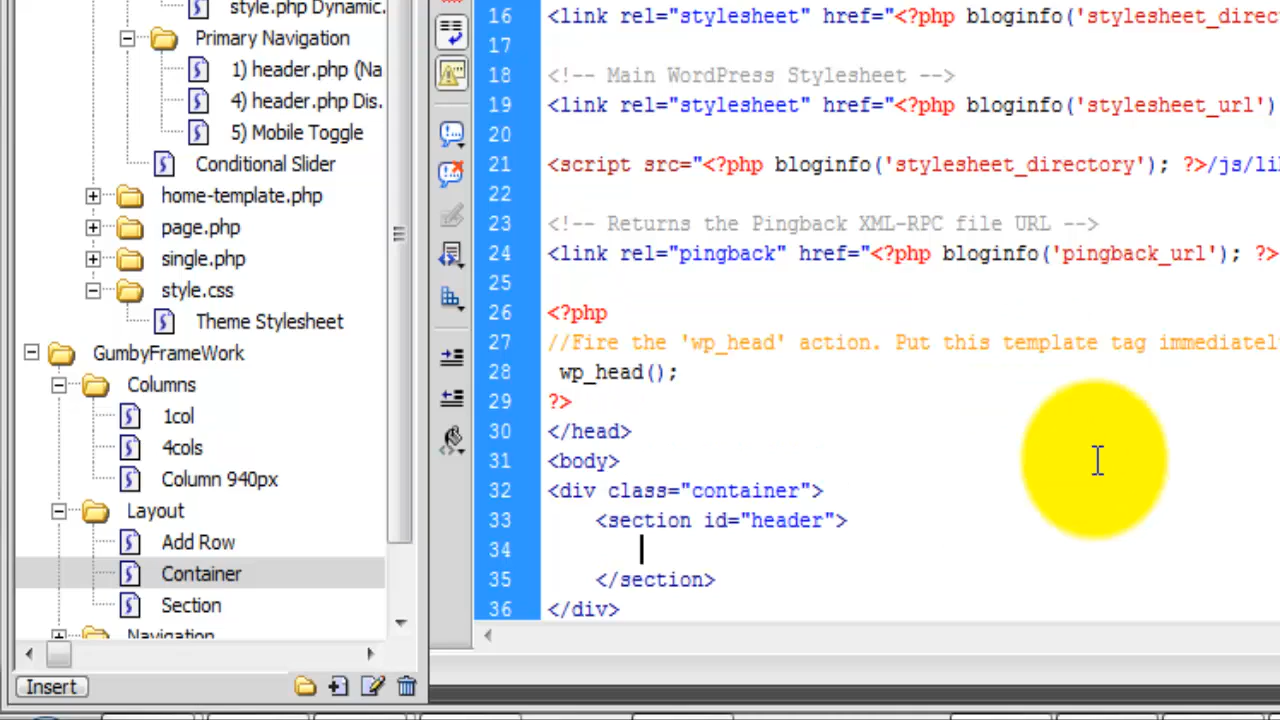 style.php Dynamic.
Primary Navigation
1) header.php (Na
4) header.php Dis.
5) Mobile Toggle
Conditional Slider
home-template.php
page.php
single.php
style.css
Theme Stylesheet
GumbyFrameWork
Columns
1col
4cols
Column 940px
Layout
Add Row
Container
Section
Navigation
Insert
16 <link rel="stylesheet" href="<?php bloginfo('stylesheet_direc
17
18 <!-- Main WordPress Stylesheet -->
19 <link rel="stylesheet" href="<?php bloginfo('stylesheet_url')
20
21 <script src="<?php bloginfo('stylesheet_directory'); ?>/js/li
22
23 <!-- Returns the Pingback XML-RPC file URL -->
24 <link rel="pingback" href="<?php bloginfo('pingback_url'); ?>
25
26 <?php
27 //Fire the 'wp_head' action. Put this template tag immediatel
28 wp_head();
29 ?>
30 </head>
31 <body>
32 <div class="container">
33 <section id="header">
34
35 </section>
36 </div>